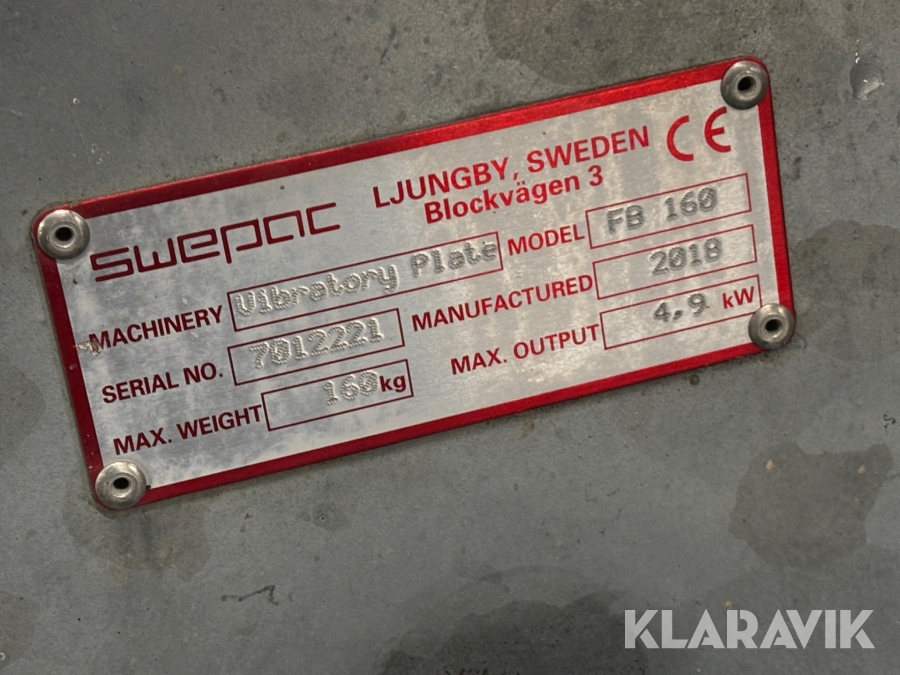 swepac LJUNGBY, SWEDEN CE
Blockvägen 3
MACHINERY Vibratory Plate MODEL FB 160
SERIAL NO. 7012221 MANUFACTURED 2018
MAX. WEIGHT 160kg MAX. OUTPUT 4,9 kW
KLARAVIK